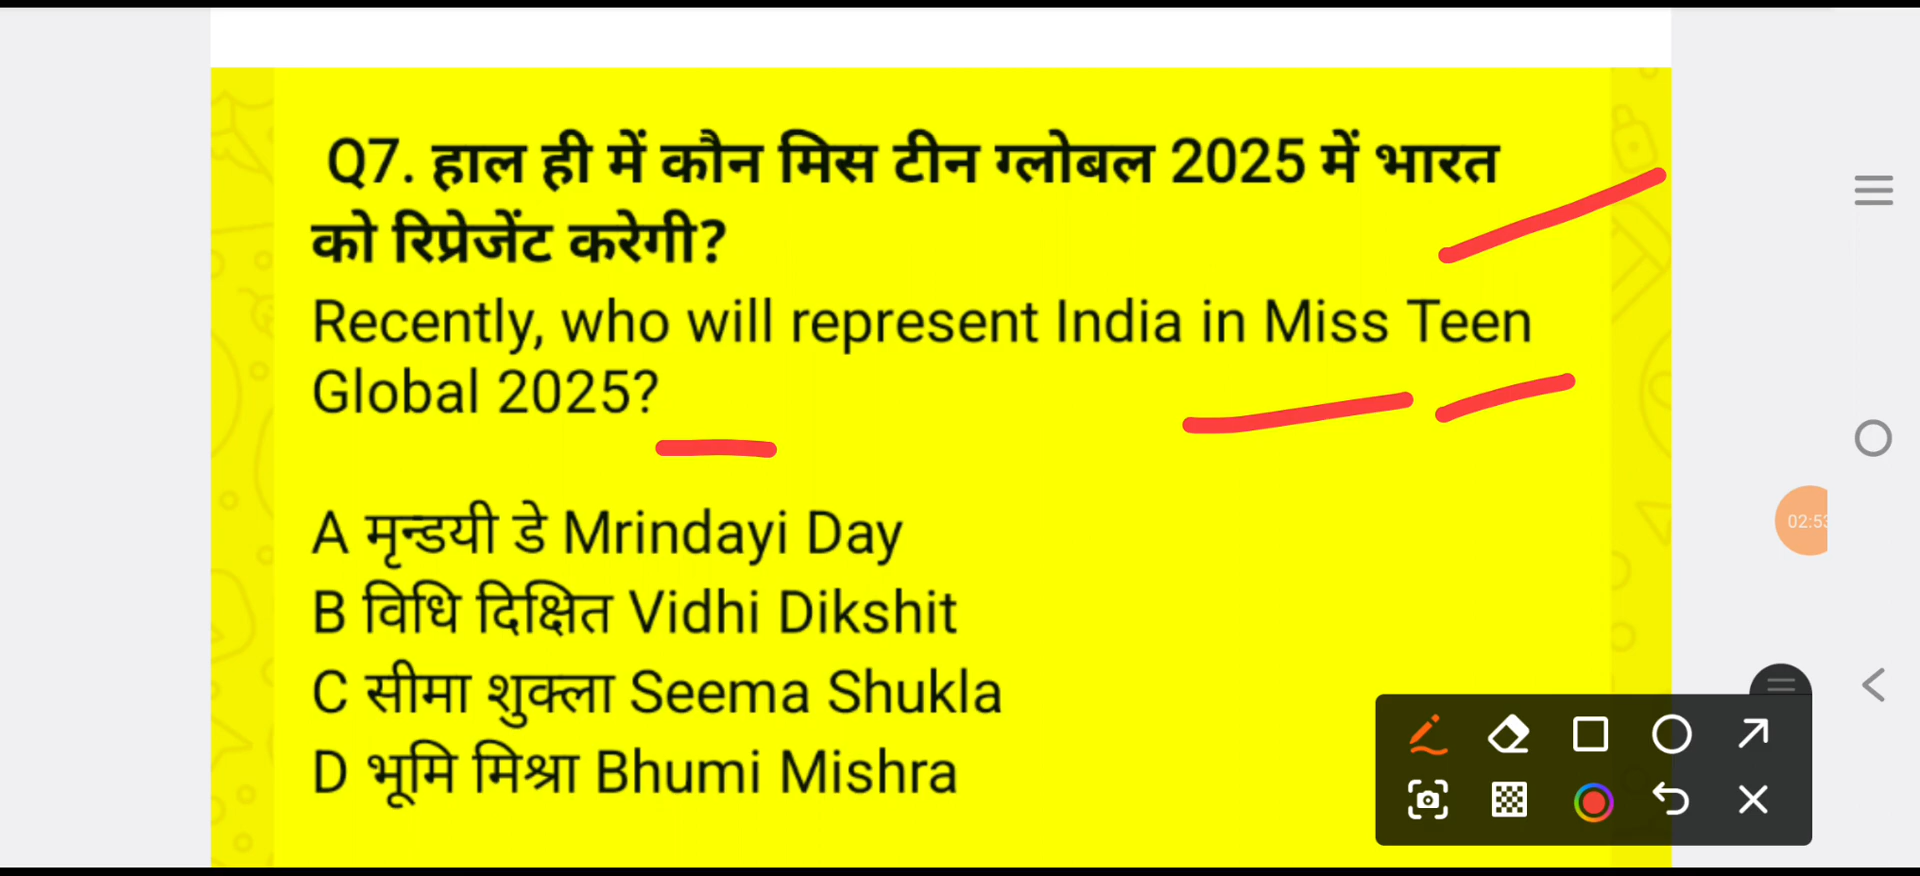 Q7. हाल ही में कौन मिस टीन ग्लोबल 2025 में भारत
को रिप्रेजेंट करेगी?
Recently, who will represent India in Miss Teen
Global 2025?
A मृन्डयी डे Mrindayi Day
B विधि दिक्षित Vidhi Dikshit
C सीमा शुक्ला Seema Shukla
D भूमि मिश्रा Bhumi Mishra